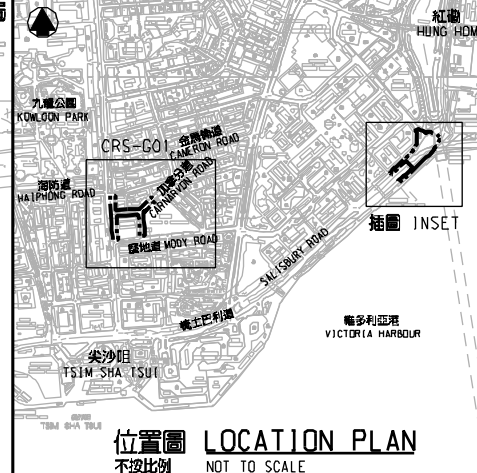 紅磡
HUNG HOM
九龍公園
KOWLOON PARK
CRS-G01
金馬倫道
CAMERON ROAD
加拿分道
CARNARVON ROAD
海防道
HAIPHONG ROAD
麼地道 MODY ROAD
插圖 INSET
SALISBURY ROAD
梳士巴利道
維多利亞港
VICTORIA HARBOUR
尖沙咀
TSIM SHA TSUI
TSIM SHA TSUI
位置圖 LOCATION PLAN
不按比例 NOT TO SCALE